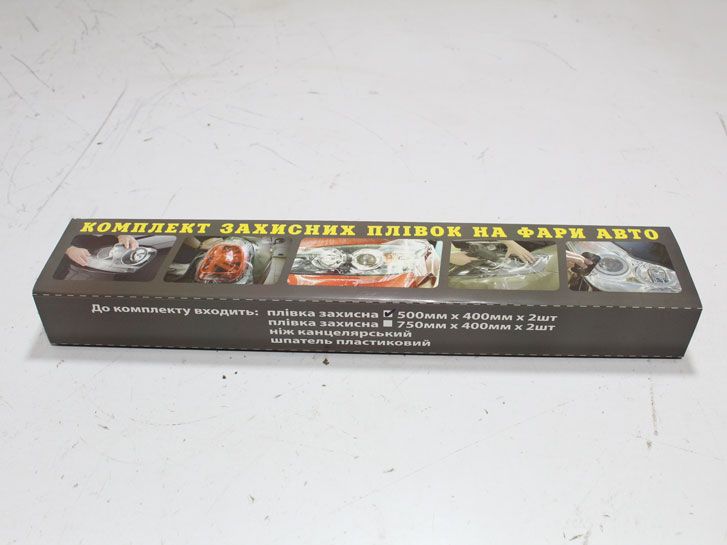 КОМПЛЕКТ ЗАХИСНИХ ПЛІВОК НА ФАРИ АВТО
До комплекту входить: плівка захисна 500мм х 400мм х 2шт
плівка захисна 750мм х 400мм х 2шт
ніж канцелярський
шпатель пластиковий